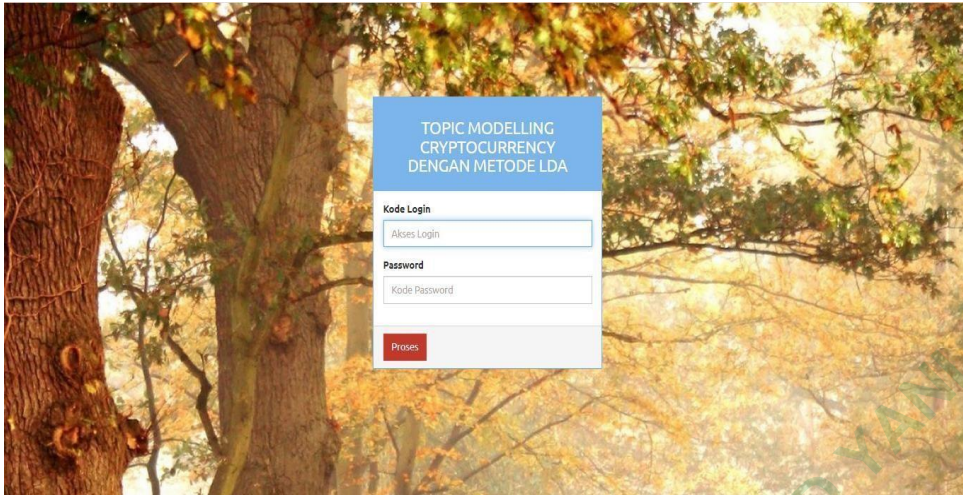 TOPIC MODELLING
CRYPTOCURRENCY
DENGAN METODE LDA
Kode Login
Akses Login
Password
Kode Password
Proses